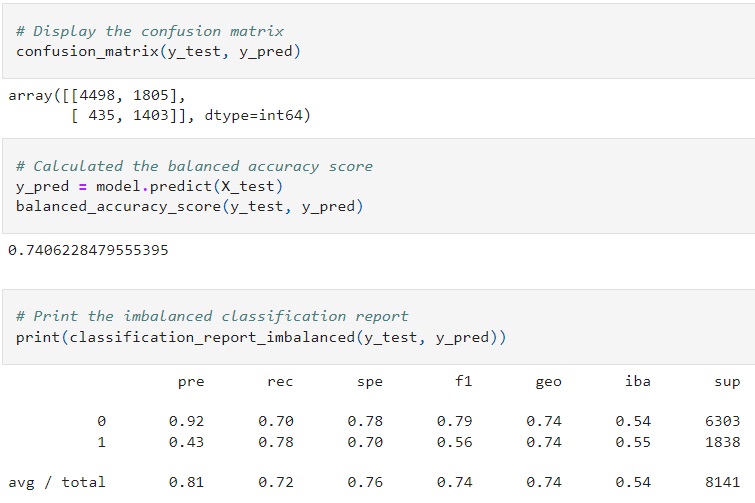 # Display the confusion matrix
confusion_matrix(y_test, y_pred)
array([[4498, 1805],
[ 435, 1403]], dtype=int64)
# Calculated the balanced accuracy score
y_pred = model.predict(X_test)
balanced_accuracy_score(y_test, y_pred)
0.7406228479555395
# Print the imbalanced classification report
print(classification_report_imbalanced(y_test, y_pred))
pre rec spe f1 geo iba sup
0 0.92 0.70 0.78 0.79 0.74 0.54 6303
1 0.43 0.78 0.70 0.56 0.74 0.55 1838
avg / total 0.81 0.72 0.76 0.74 0.74 0.54 8141